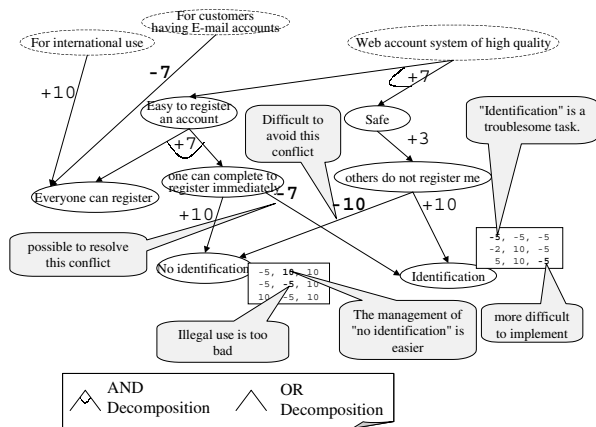 For customers
having E-mail accounts
For international use
Web account system of high quality
-7
+10
+7
Easy to register
an account
Difficult to
avoid this
conflict
Safe
"Identification" is a
troublesome task.
+7
+3
one can complete to
register immediately
others do not register me
Everyone can register
-7
-10
+10
+10
possible to resolve
this conflict
No identification
Identification
-5, -5, -5
-2, 10, -5
5, 10, -5
-5, 10, 10
-5, -5, 10
10, -5, 10
Illegal use is too
bad
The management of
"no identification" is
easier
more difficult
to implement
AND
Decomposition
OR
Decomposition